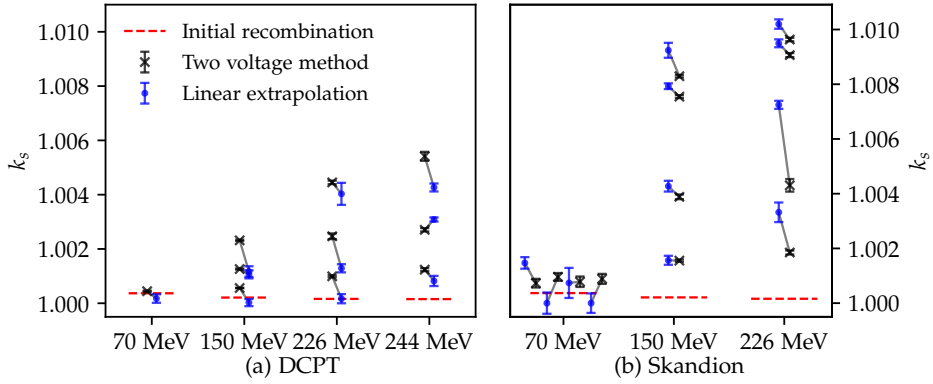 Initial recombination
Two voltage method
Linear extrapolation
k_s
1.010
1.008
1.006
1.004
1.002
1.000
70 MeV
150 MeV
226 MeV
244 MeV
(a) DCPT
70 MeV
150 MeV
226 MeV
(b) Skandion
k_s
1.010
1.008
1.006
1.004
1.002
1.000